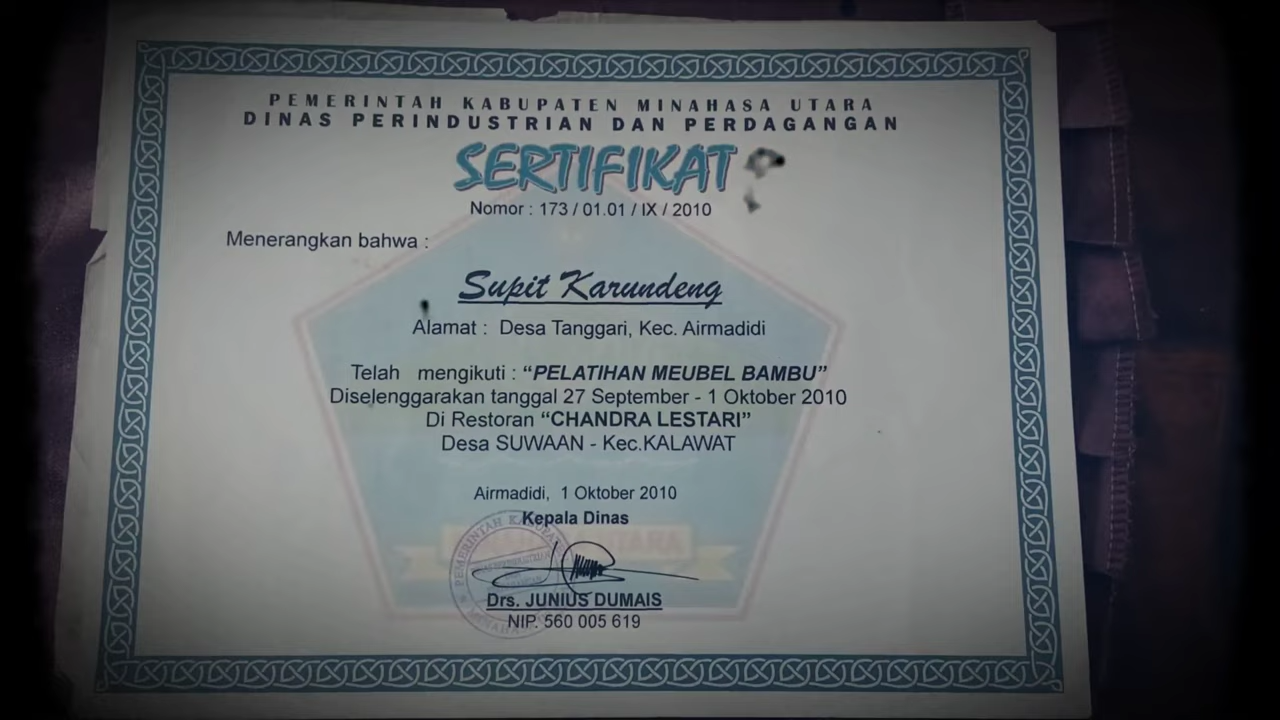 PEMERINTAH KABUPATEN MINAHASA UTARA
DINAS PERINDUSTRIAN DAN PERDAGANGAN
SERTIFIKAT
Nomor : 173 / 01.01 / IX / 2010
Menerangkan bahwa :
Supit Karundeng
Alamat : Desa Tanggari, Kec. Airmadidi
Telah mengikuti : “PELATIHAN MEUBEL BAMBU”
Diselenggarakan tanggal 27 September - 1 Oktober 2010
Di Restoran “CHANDRA LESTARI”
Desa SUWAAN - Kec.KALAWAT
Airmadidi, 1 Oktober 2010
Kepala Dinas
PEMERINTAH KABUPATEN
Drs. JUNIUS DUMAIS
NIP. 560 005 619